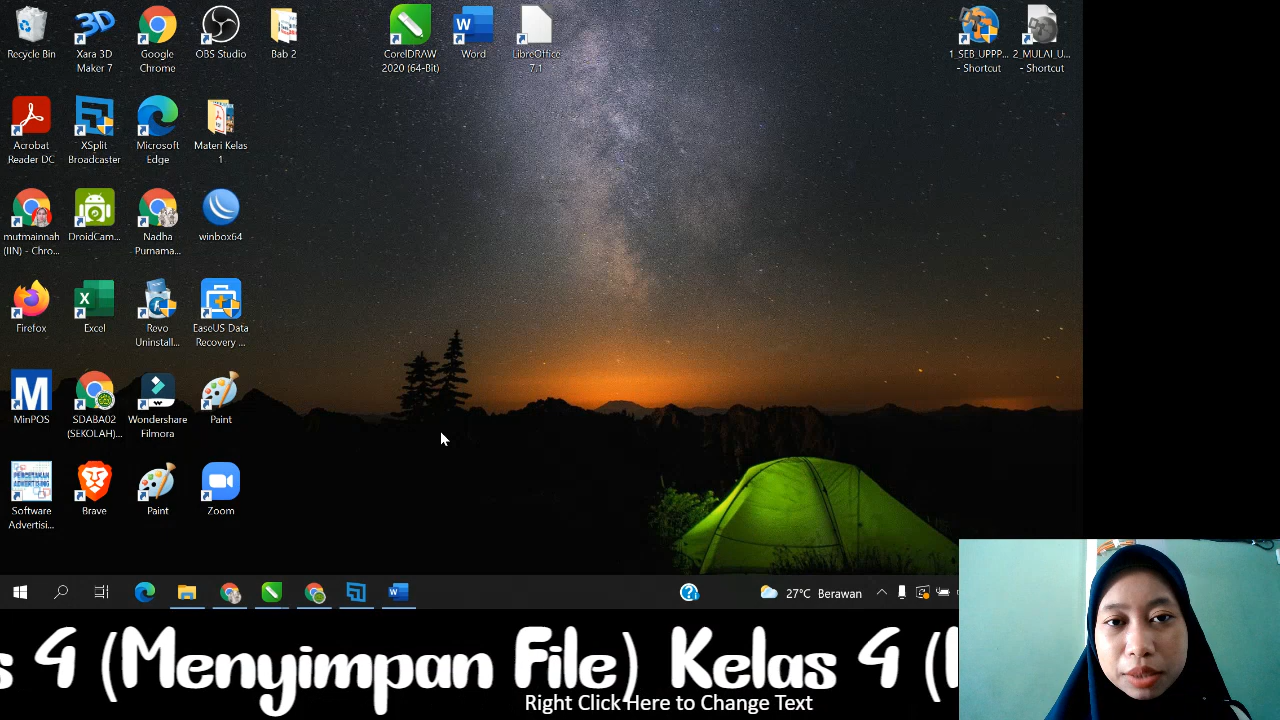 Recycle Bin
Xara 3D
Maker 7
Google
Chrome
OBS Studio
Bab 2
CorelDRAW
2020 (64-Bit)
Word
LibreOffice
7.1
1_SEB_UPPP...
- Shortcut
2_MULAI_U...
- Shortcut
Acrobat
Reader DC
XSplit
Broadcaster
Microsoft
Edge
Materi Kelas
1
mutmainnah
(IIN) - Chro...
DroidCam...
Nadha
Purnama...
winbox64
Firefox
Excel
Revo
Uninstall...
EaseUS Data
Recovery ...
MinPOS
SDABA02
(SEKOLAH)...
Wondershare
Filmora
Paint
Software
Advertisi...
Brave
Paint
Zoom
27°C Berawan
s 4 (Menyimpan File) Kelas 4 (
Right Click Here to Change Text